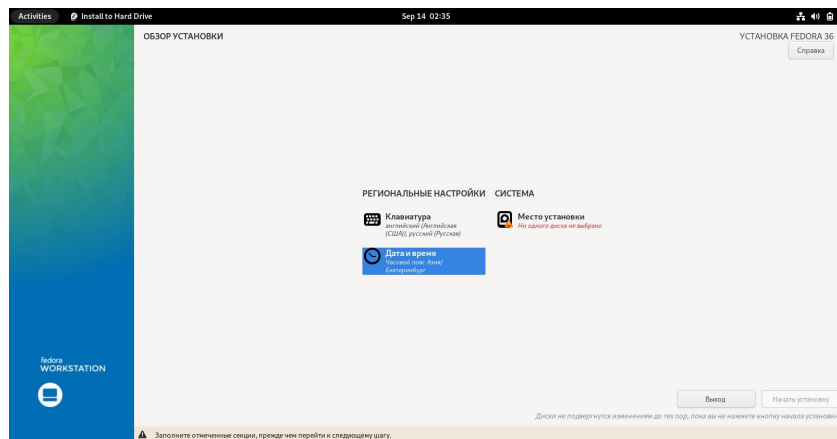 Activities Install to Hard Drive Sep 14 02:35
ОБЗОР УСТАНОВКИ УСТАНОВКА FEDORA 36
Справка
РЕГИОНАЛЬНЫЕ НАСТРОЙКИ СИСТЕМА
Клавиатура
английский (Английская
(США)), русский (Русская)
Место установки
Ни одного диска не выбрано
Дата и время
Часовой пояс Азия/
Екатеринбург
fedora
WORKSTATION
Выход Начать установку
Диски не подвергнутся изменениям до тех пор, пока вы не нажмете кнопку начала установки
Заполните отмеченные секции, прежде чем перейти к следующему шагу.